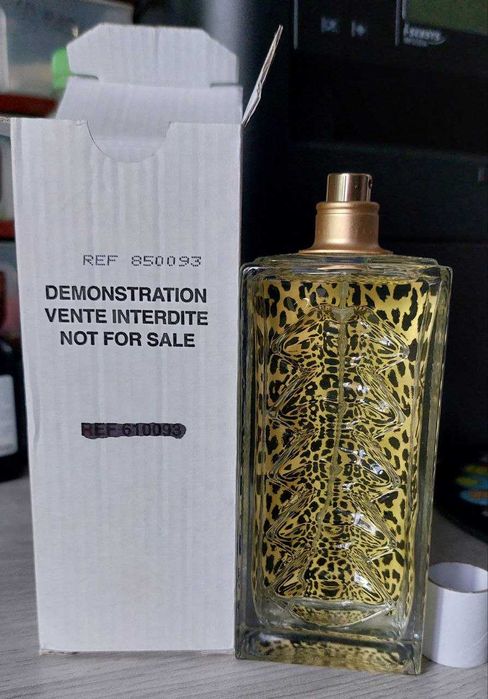 REF 850093
DEMONSTRATION
VENTE INTERDITE
NOT FOR SALE
REF 610093